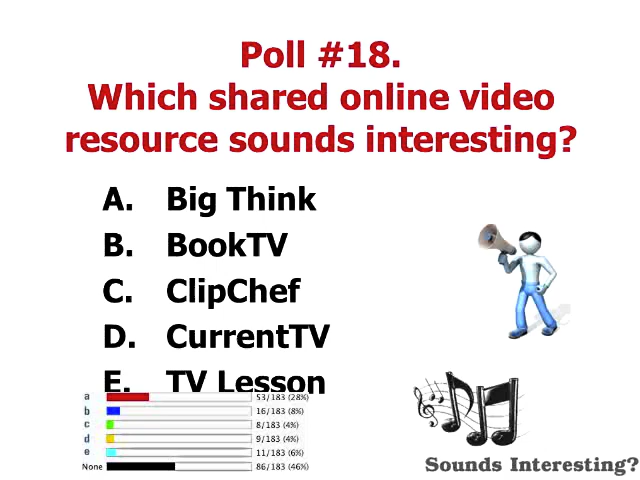 Poll #18.
Which shared online video
resource sounds interesting?
A. Big Think
B. BookTV
C. ClipChef
D. CurrentTV
E. TV Lesson
a 53/183 (28%)
b 16/183 (8%)
c 8/183 (4%)
d 9/183 (4%)
e 11/183 (6%)
None 86/183 (46%)
Sounds Interesting?